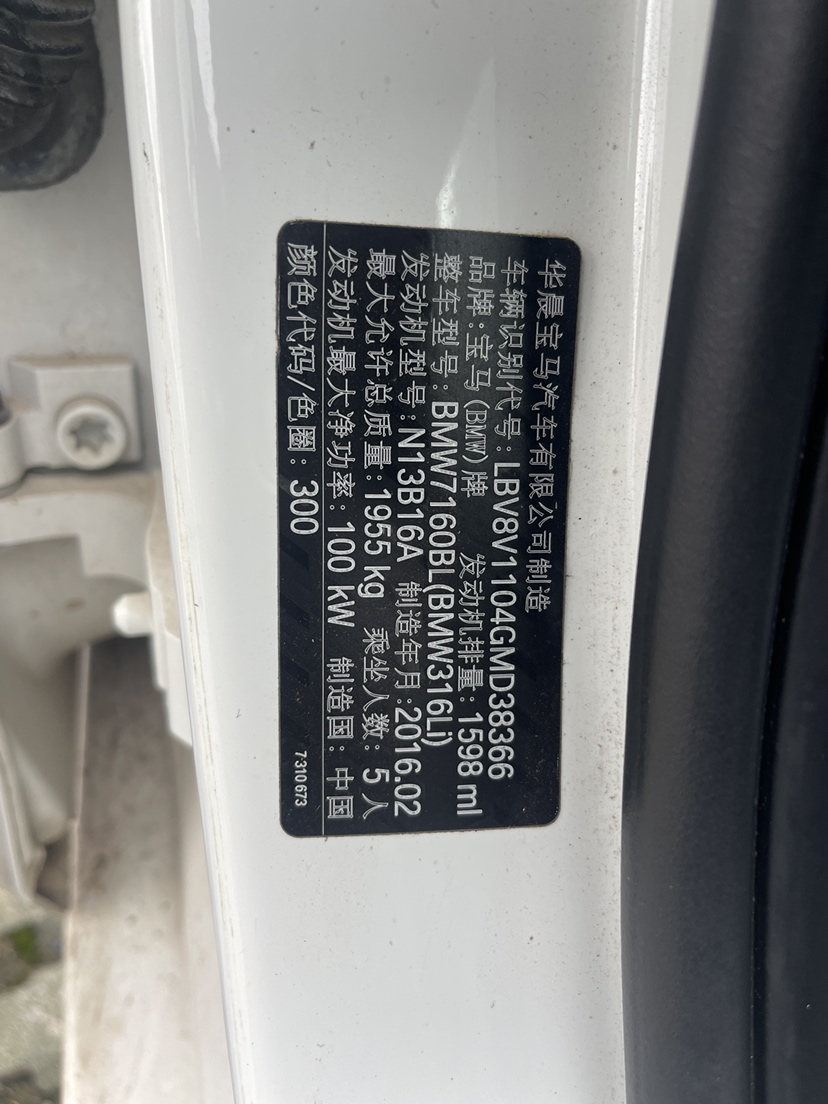 华晨宝马汽车有限公司制造
车辆识别代号: LBV8V1104GMD38366
品牌:宝马(BMW)牌 发动机排量:1598 ml
整车型号: BMW7160BL(BMW316Li)
发动机型号: N13B16A 制造年月:2016.02
最大允许总质量: 1955 kg 乘坐人数: 5 人
发动机最大净功率: 100 kW 制造国: 中国
颜色代码/色圈: 300 7310673